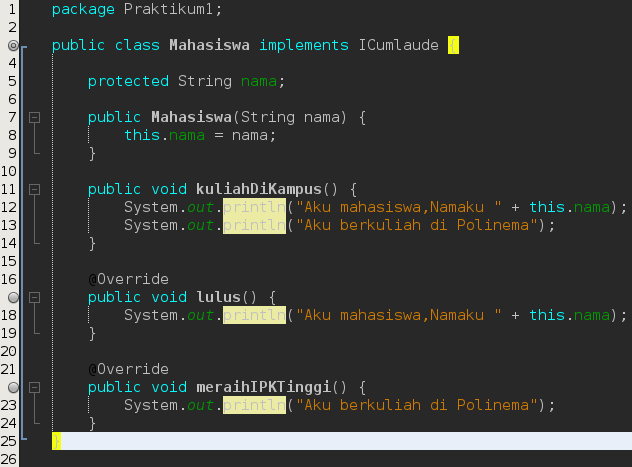 1 package Praktikum1;
2
public class Mahasiswa implements ICumlaude {
4
5 protected String nama;
6
7 public Mahasiswa(String nama) {
8 this.nama = nama;
9 }
10
11 public void kuliahDiKampus() {
12 System.out.println("Aku mahasiswa,Namaku " + this.nama);
13 System.out.println("Aku berkuliah di Polinema");
14 }
15
16 @Override
public void lulus() {
18 System.out.println("Aku mahasiswa,Namaku " + this.nama);
19 }
20
21 @Override
public void meraihIPKTinggi() {
23 System.out.println("Aku berkuliah di Polinema");
24 }
25 }
26